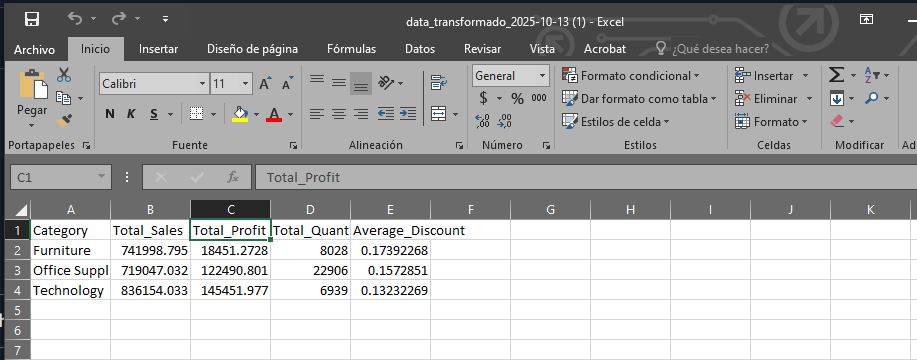 data_transformado_2025-10-13 (1) - Excel
Archivo Inicio Insertar Diseño de página Fórmulas Datos Revisar Vista Acrobat ¿Qué desea hacer?
Pegar
Calibri 11 A A
N K S A
General
$ % 000
Formato condicional
Dar formato como tabla
Estilos de celda
Insertar
Eliminar
Formato
Portapapeles Fuente Alineación Número Estilos Celdas Modificar Ad
C1 fx Total_Profit
A B C D E F G H I J K
1 Category Total_Sales Total_Profit Total_Quant Average_Discount
2 Furniture 741998.795 18451.2728 8028 0.17392268
3 Office Suppl 719047.032 122490.801 22906 0.1572851
4 Technology 836154.033 145451.977 6939 0.13232269
5
6
7